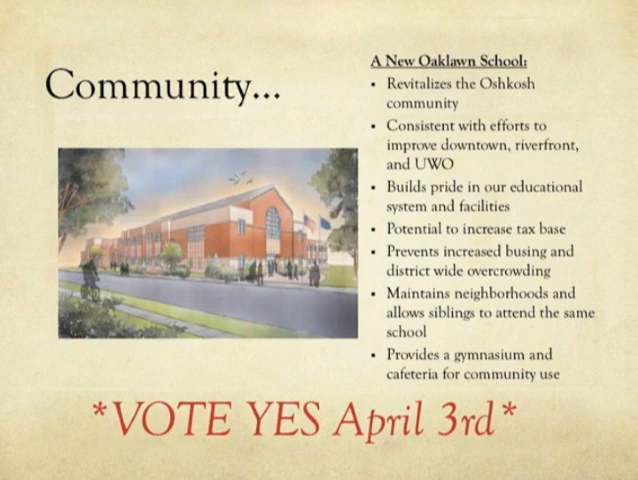 Community...
A New Oaklawn School:
▪ Revitalizes the Oshkosh
community
▪ Consistent with efforts to
improve downtown, riverfront,
and UWO
▪ Builds pride in our educational
system and facilities
▪ Potential to increase tax base
▪ Prevents increased busing and
district wide overcrowding
▪ Maintains neighborhoods and
allows siblings to attend the same
school
▪ Provides a gymnasium and
cafeteria for community use
*VOTE YES April 3rd*